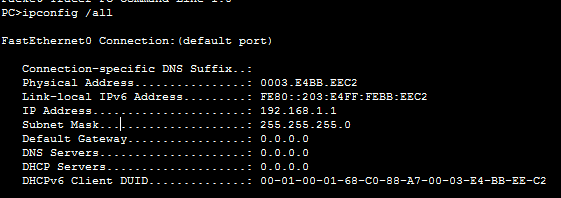 Packet Tracer PC Command Line 1.0
PC>ipconfig /all
FastEthernet0 Connection:(default port)
Connection-specific DNS Suffix..:
Physical Address................: 0003.E4BB.EEC2
Link-local IPv6 Address.........: FE80::203:E4FF:FEBB:EEC2
IP Address......................: 192.168.1.1
Subnet Mask.....................: 255.255.255.0
Default Gateway.................: 0.0.0.0
DNS Servers.....................: 0.0.0.0
DHCP Servers....................: 0.0.0.0
DHCPv6 Client DUID..............: 00-01-00-01-68-C0-88-A7-00-03-E4-BB-EE-C2